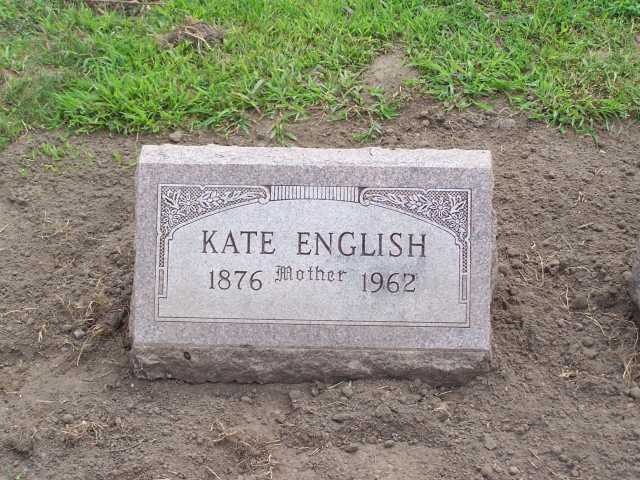 KATE ENGLISH
1876 Mother 1962